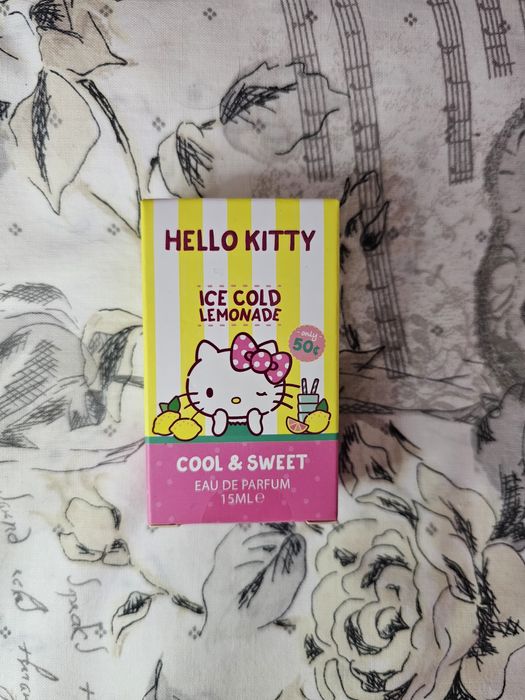 HELLO KITTY
ICE COLD
LEMONADE
only
50¢
COOL & SWEET
EAU DE PARFUM
15ML℮